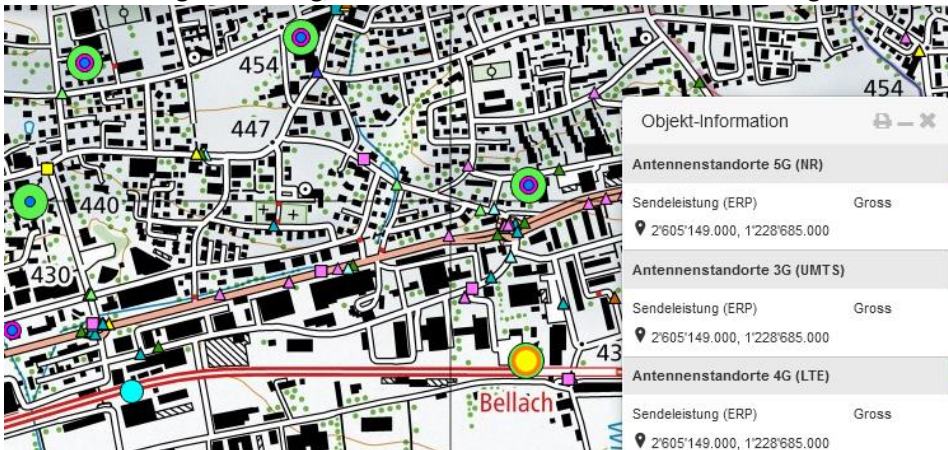 454
447
440
430
454
43
Bellach
Objekt-Information
Antennenstandorte 5G (NR)
Sendeleistung (ERP) Gross
2'605'149.000, 1'228'685.000
Antennenstandorte 3G (UMTS)
Sendeleistung (ERP) Gross
2'605'149.000, 1'228'685.000
Antennenstandorte 4G (LTE)
Sendeleistung (ERP) Gross
2'605'149.000, 1'228'685.000